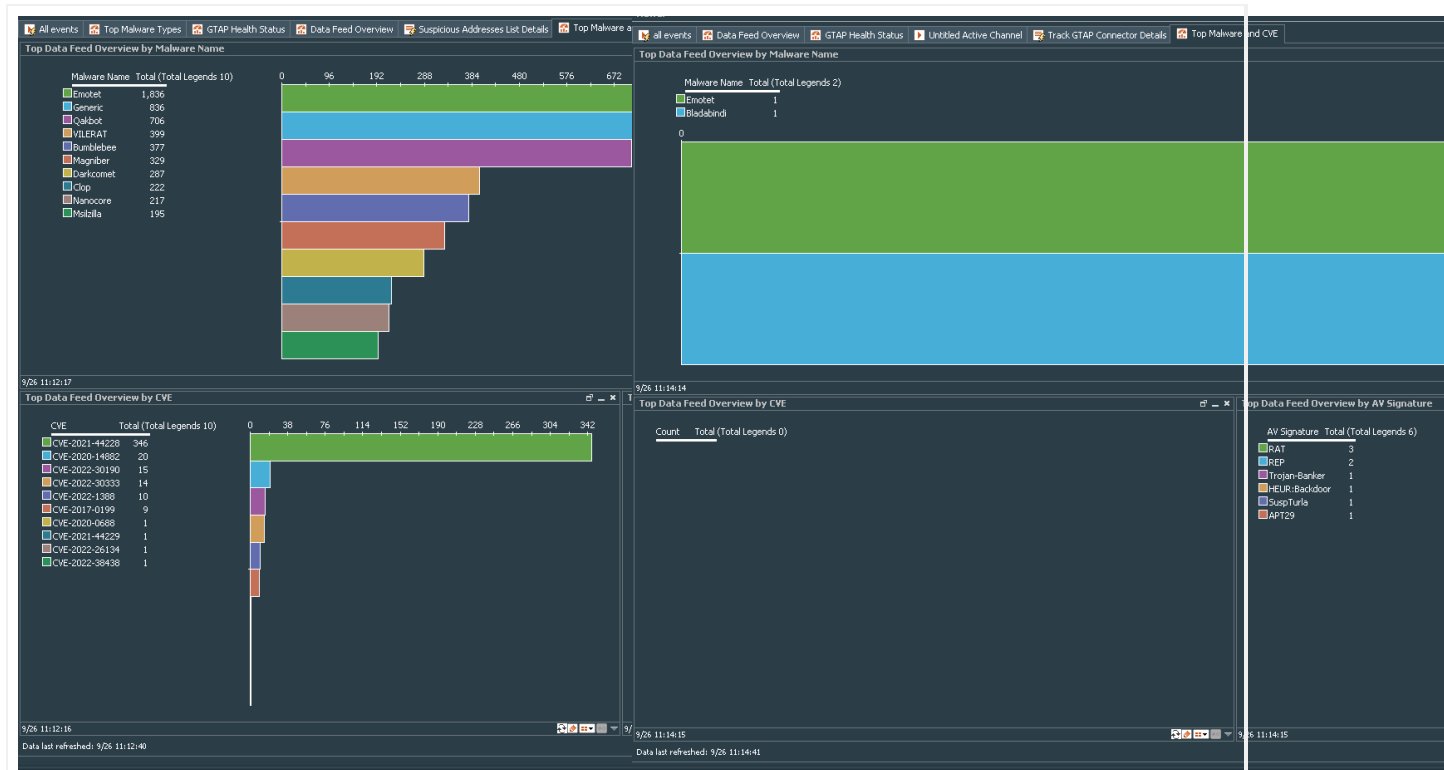 All events Top Malware Types GTAP Health Status Data Feed Overview Suspicious Addresses List Details Top Malware a
Top Data Feed Overview by Malware Name
Malware Name Total (Total Legends 10)
0 96 192 288 384 480 576 672
Emotet 1,836
Generic 836
Qakbot 706
VILERAT 399
Bumblebee 377
Magniber 329
Darkcomet 287
Clop 222
Nanocore 217
Msilzilla 195
9/26 11:12:17
Top Data Feed Overview by CVE
CVE Total (Total Legends 10)
0 38 76 114 152 190 228 266 304 342
CVE-2021-44228 346
CVE-2020-14882 20
CVE-2022-30190 15
CVE-2022-30333 14
CVE-2022-1388 10
CVE-2017-0199 9
CVE-2020-0688 1
CVE-2021-44229 1
CVE-2022-26134 1
CVE-2022-38438 1
9/26 11:12:16
Data last refreshed: 9/26 11:12:40
all events Data Feed Overview GTAP Health Status Untitled Active Channel Track GTAP Connector Details Top Malware and CVE
Top Data Feed Overview by Malware Name
Malware Name Total (Total Legends 2)
Emotet 1
Bladabindi 1
0
9/26 11:14:14
Top Data Feed Overview by CVE
Count Total (Total Legends 0)
9/26 11:14:15
Top Data Feed Overview by AV Signature
AV Signature Total (Total Legends 6)
RAT 3
REP 2
Trojan-Banker 1
HEUR:Backdoor 1
SuspTurla 1
APT29 1
9/26 11:14:15
Data last refreshed: 9/26 11:14:41